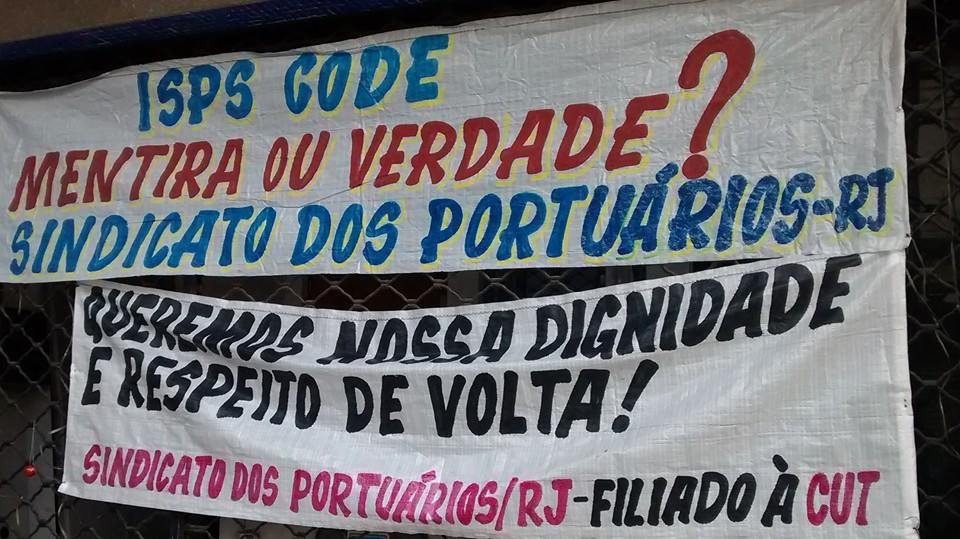 ISPS CODE
MENTIRA OU VERDADE?
SINDICATO DOS PORTUÁRIOS-RJ
QUEREMOS NOSSA DIGNIDADE
E RESPEITO DE VOLTA!
SINDICATO DOS PORTUÁRIOS/RJ-FILIADO À CUT